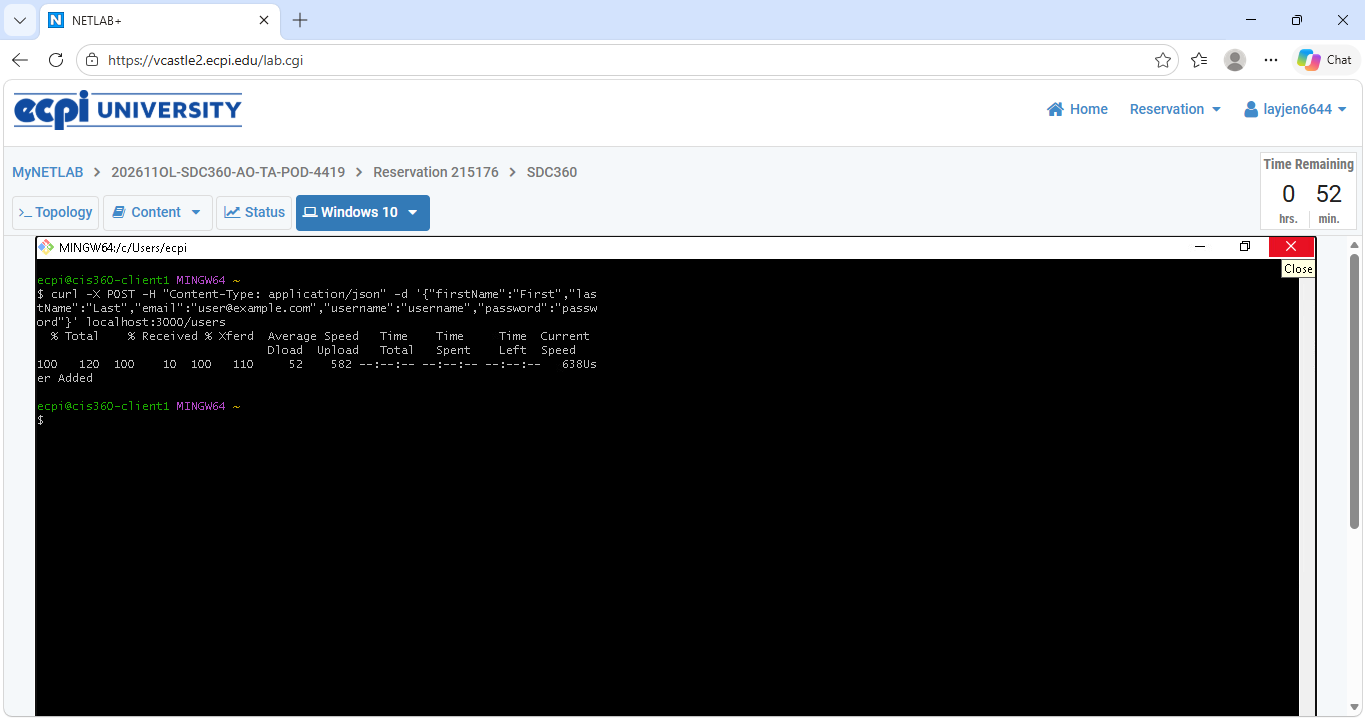 NETLAB+
https://vcastle2.ecpi.edu/lab.cgi
Chat
ecpi UNIVERSITY
Home Reservation layjen6644
MyNETLAB > 202611OL-SDC360-AO-TA-POD-4419 > Reservation 215176 > SDC360
Time Remaining
0 52
hrs. min.
>_ Topology Content Status Windows 10
MINGW64:/c/Users/ecpi
Close
ecpi@cis360-client1 MINGW64 ~
$ curl -X POST -H "Content-Type: application/json" -d '{"firstName":"First","las
tName":"Last","email":"user@example.com","username":"username","password":"passw
ord"}' localhost:3000/users
% Total % Received % Xferd Average Speed Time Time Time Current
Dload Upload Total Spent Left Speed
100 120 100 10 100 110 52 582 --:--:-- --:--:-- --:--:-- 638Us
er Added
ecpi@cis360-client1 MINGW64 ~
$